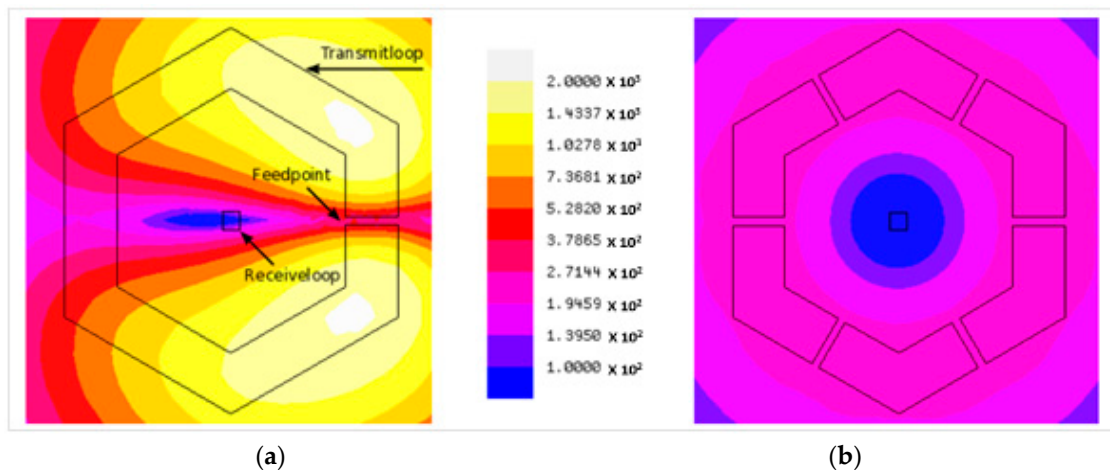 Transmitloop
Feedpoint
Receiveloop
2.0000 X 10³
1.4337 X 10³
1.0278 X 10³
7.3681 X 10²
5.2820 X 10²
3.7865 X 10²
2.7144 X 10²
1.9459 X 10²
1.3950 X 10²
1.0000 X 10²
(a)
(b)